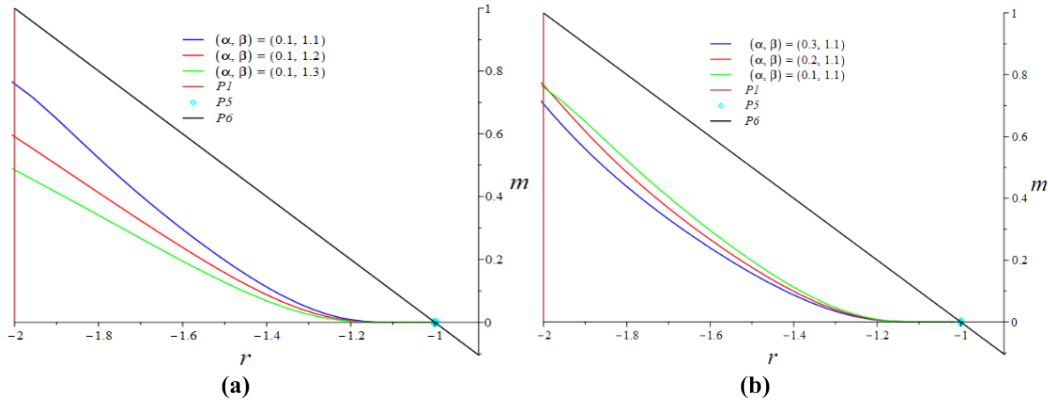 (α, β) = (0.1, 1.1)
(α, β) = (0.1, 1.2)
(α, β) = (0.1, 1.3)
P1
P5
P6
1
0.8
0.6
m
0.4
0.2
0
-2
-1.8
-1.6
-1.4
-1.2
-1
r
(a)
(α, β) = (0.3, 1.1)
(α, β) = (0.2, 1.1)
(α, β) = (0.1, 1.1)
P1
P5
P6
1
0.8
0.6
m
0.4
0.2
0
-2
-1.8
-1.6
-1.4
-1.2
-1
r
(b)